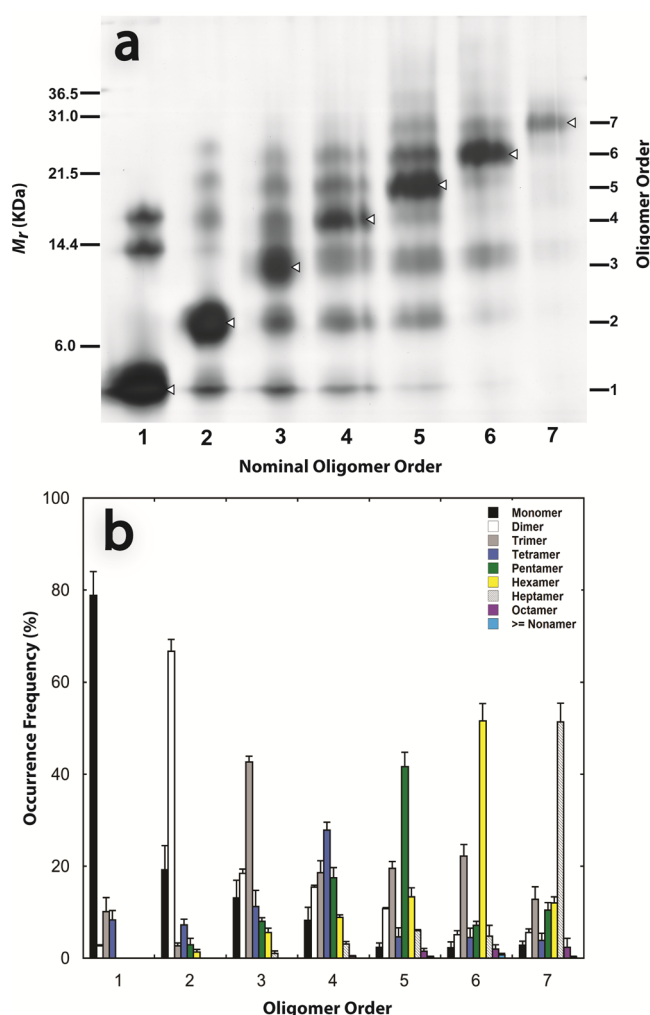 a
36.5
31.0
21.5
14.4
6.0
Mr (KDa)
7
6
5
4
3
2
1
Oligomer Order
1 2 3 4 5 6 7
Nominal Oligomer Order
b
100
80
60
40
20
0
Occurrence Frequency (%)
Monomer
Dimer
Trimer
Tetramer
Pentamer
Hexamer
Heptamer
Octamer
>= Nonamer
1 2 3 4 5 6 7
Oligomer Order